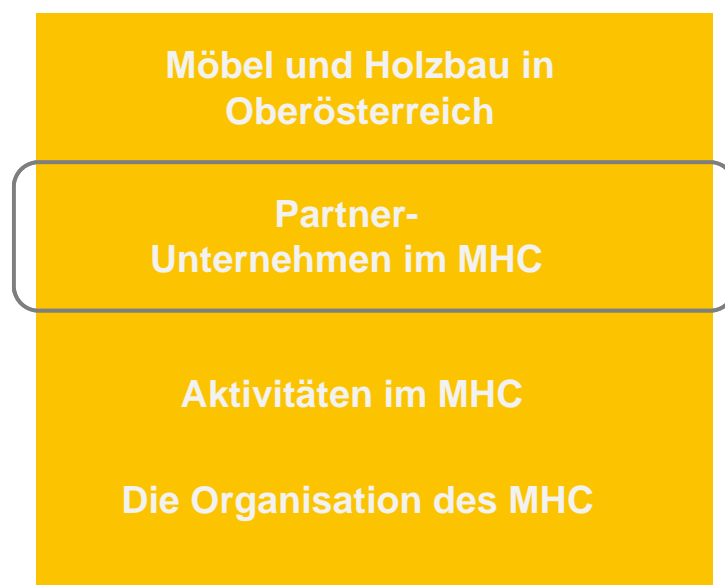 Möbel und Holzbau in
Oberösterreich
Partner-
Unternehmen im MHC
Aktivitäten im MHC
Die Organisation des MHC